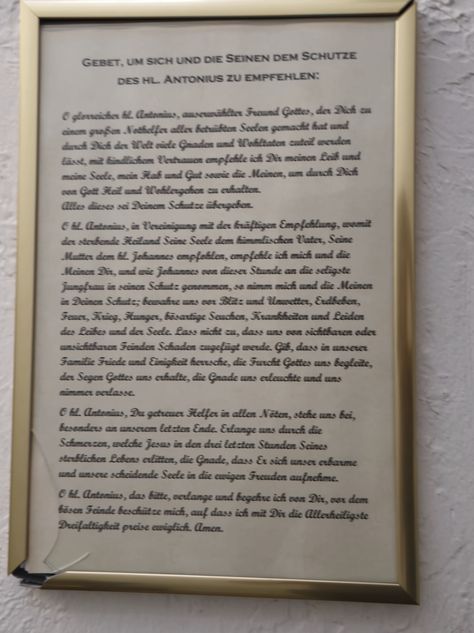 GEBET, UM SICH UND DIE SEINEN DEM SCHUTZE
DES HL. ANTONIUS ZU EMPFEHLEN:
O glorreicher hl. Antonius, auserwählter Freund Gottes, der Dich zu
einem großen Nothelfer aller betrübten Seelen gemacht hat und
durch Dich der Welt viele Gnaden und Wohltaten zuteil werden
lässt, mit kindlichem Vertrauen empfehle ich Dir meinen Leib und
meine Seele, mein Hab und Gut sowie die Meinen, um durch Dich
von Gott Heil und Wohlergehen zu erhalten.
Alles dieses sei Deinem Schutze übergeben.
O hl. Antonius, in Vereinigung mit der kräftigen Empfehlung, womit
der sterbende Heiland Seine Seele dem himmlischen Vater, Seine
Mutter dem hl. Johannes empfohlen, empfehle ich mich und die
Meinen Dir, und wie Johannes von dieser Stunde an die seligste
Jungfrau in seinen Schutz genommen, so nimm mich und die Meinen
in Deinen Schutz; bewahre uns vor Blitz und Unwetter, Erdbeben,
Feuer, Krieg, Hunger, bösartige Seuchen, Krankheiten und Leiden
des Leibes und der Seele. Lass nicht zu, dass uns von sichtbaren oder
unsichtbaren Feinden Schaden zugefügt werde. Gib, dass in unserer
Familie Friede und Einigkeit herrsche, die Furcht Gottes uns begleite,
der Segen Gottes uns erhalte, die Gnade uns erleuchte und uns
nimmer verlasse.
O hl. Antonius, Du getreuer Helfer in allen Nöten, stehe uns bei,
besonders an unserem letzten Ende. Erlange uns durch die
Schmerzen, welche Jesus in den drei letzten Stunden Seines
sterblichen Lebens erlitten, die Gnade, dass Er sich unser erbarme
und unsere scheidende Seele in die ewigen Freuden aufnehme.
O hl. Antonius, das bitte, verlange und begehre ich von Dir, vor dem
bösen Feinde beschütze mich, auf dass ich mit Dir die Allerheiligste
Dreifaltigkeit preise ewiglich. Amen.